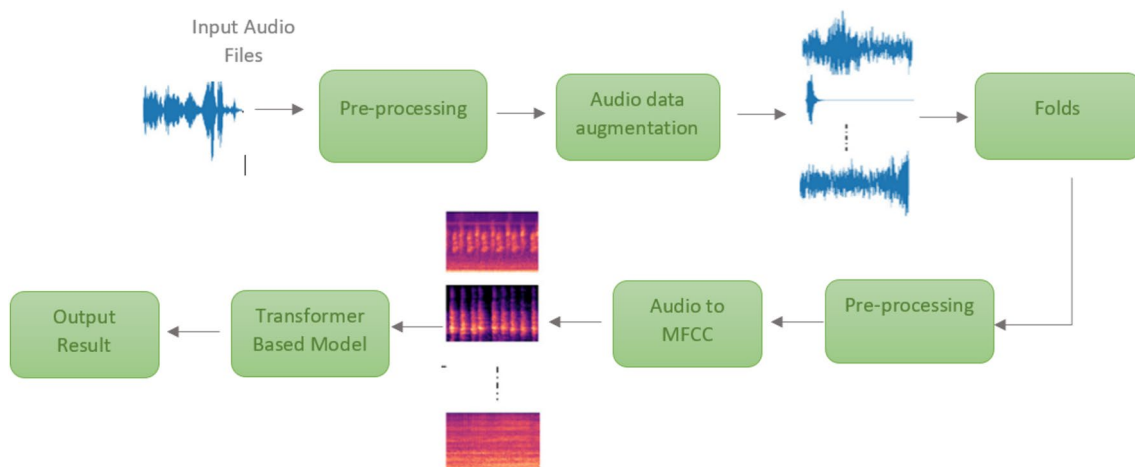 Input Audio
Files
Pre-processing
Audio data
augmentation
Folds
Pre-processing
Audio to
MFCC
Transformer
Based Model
Output
Result